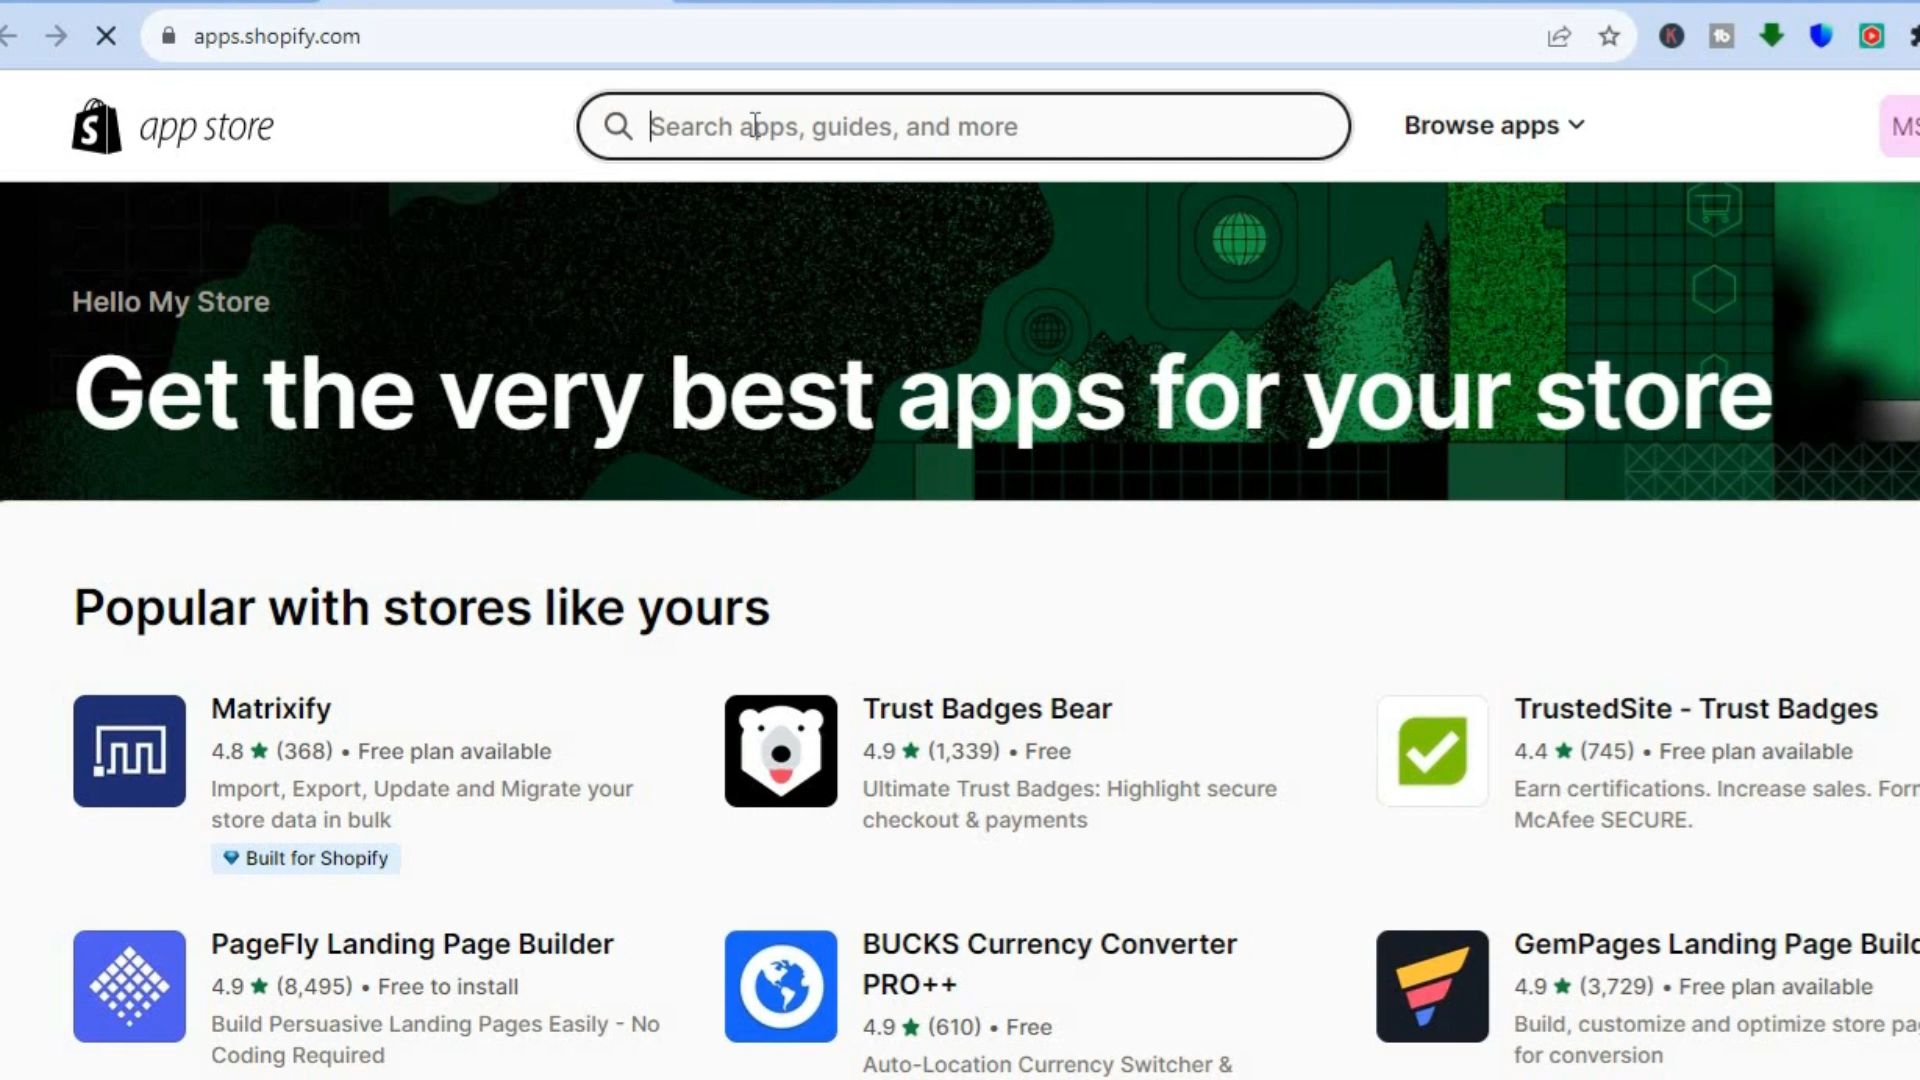 apps.shopify.com
app store
Search apps, guides, and more
Browse apps
MS
Hello My Store
Get the very best apps for your store
Popular with stores like yours
Matrixify
4.8 ★ (368) • Free plan available
Import, Export, Update and Migrate your
store data in bulk
Built for Shopify
Trust Badges Bear
4.9 ★ (1,339) • Free
Ultimate Trust Badges: Highlight secure
checkout & payments
TrustedSite - Trust Badges
4.4 ★ (745) • Free plan available
Earn certifications. Increase sales. Form
McAfee SECURE.
PageFly Landing Page Builder
4.9 ★ (8,495) • Free to install
Build Persuasive Landing Pages Easily - No
Coding Required
BUCKS Currency Converter
PRO++
4.9 ★ (610) • Free
Auto-Location Currency Switcher &
GemPages Landing Page Build
4.9 ★ (3,729) • Free plan available
Build, customize and optimize store pa
for conversion